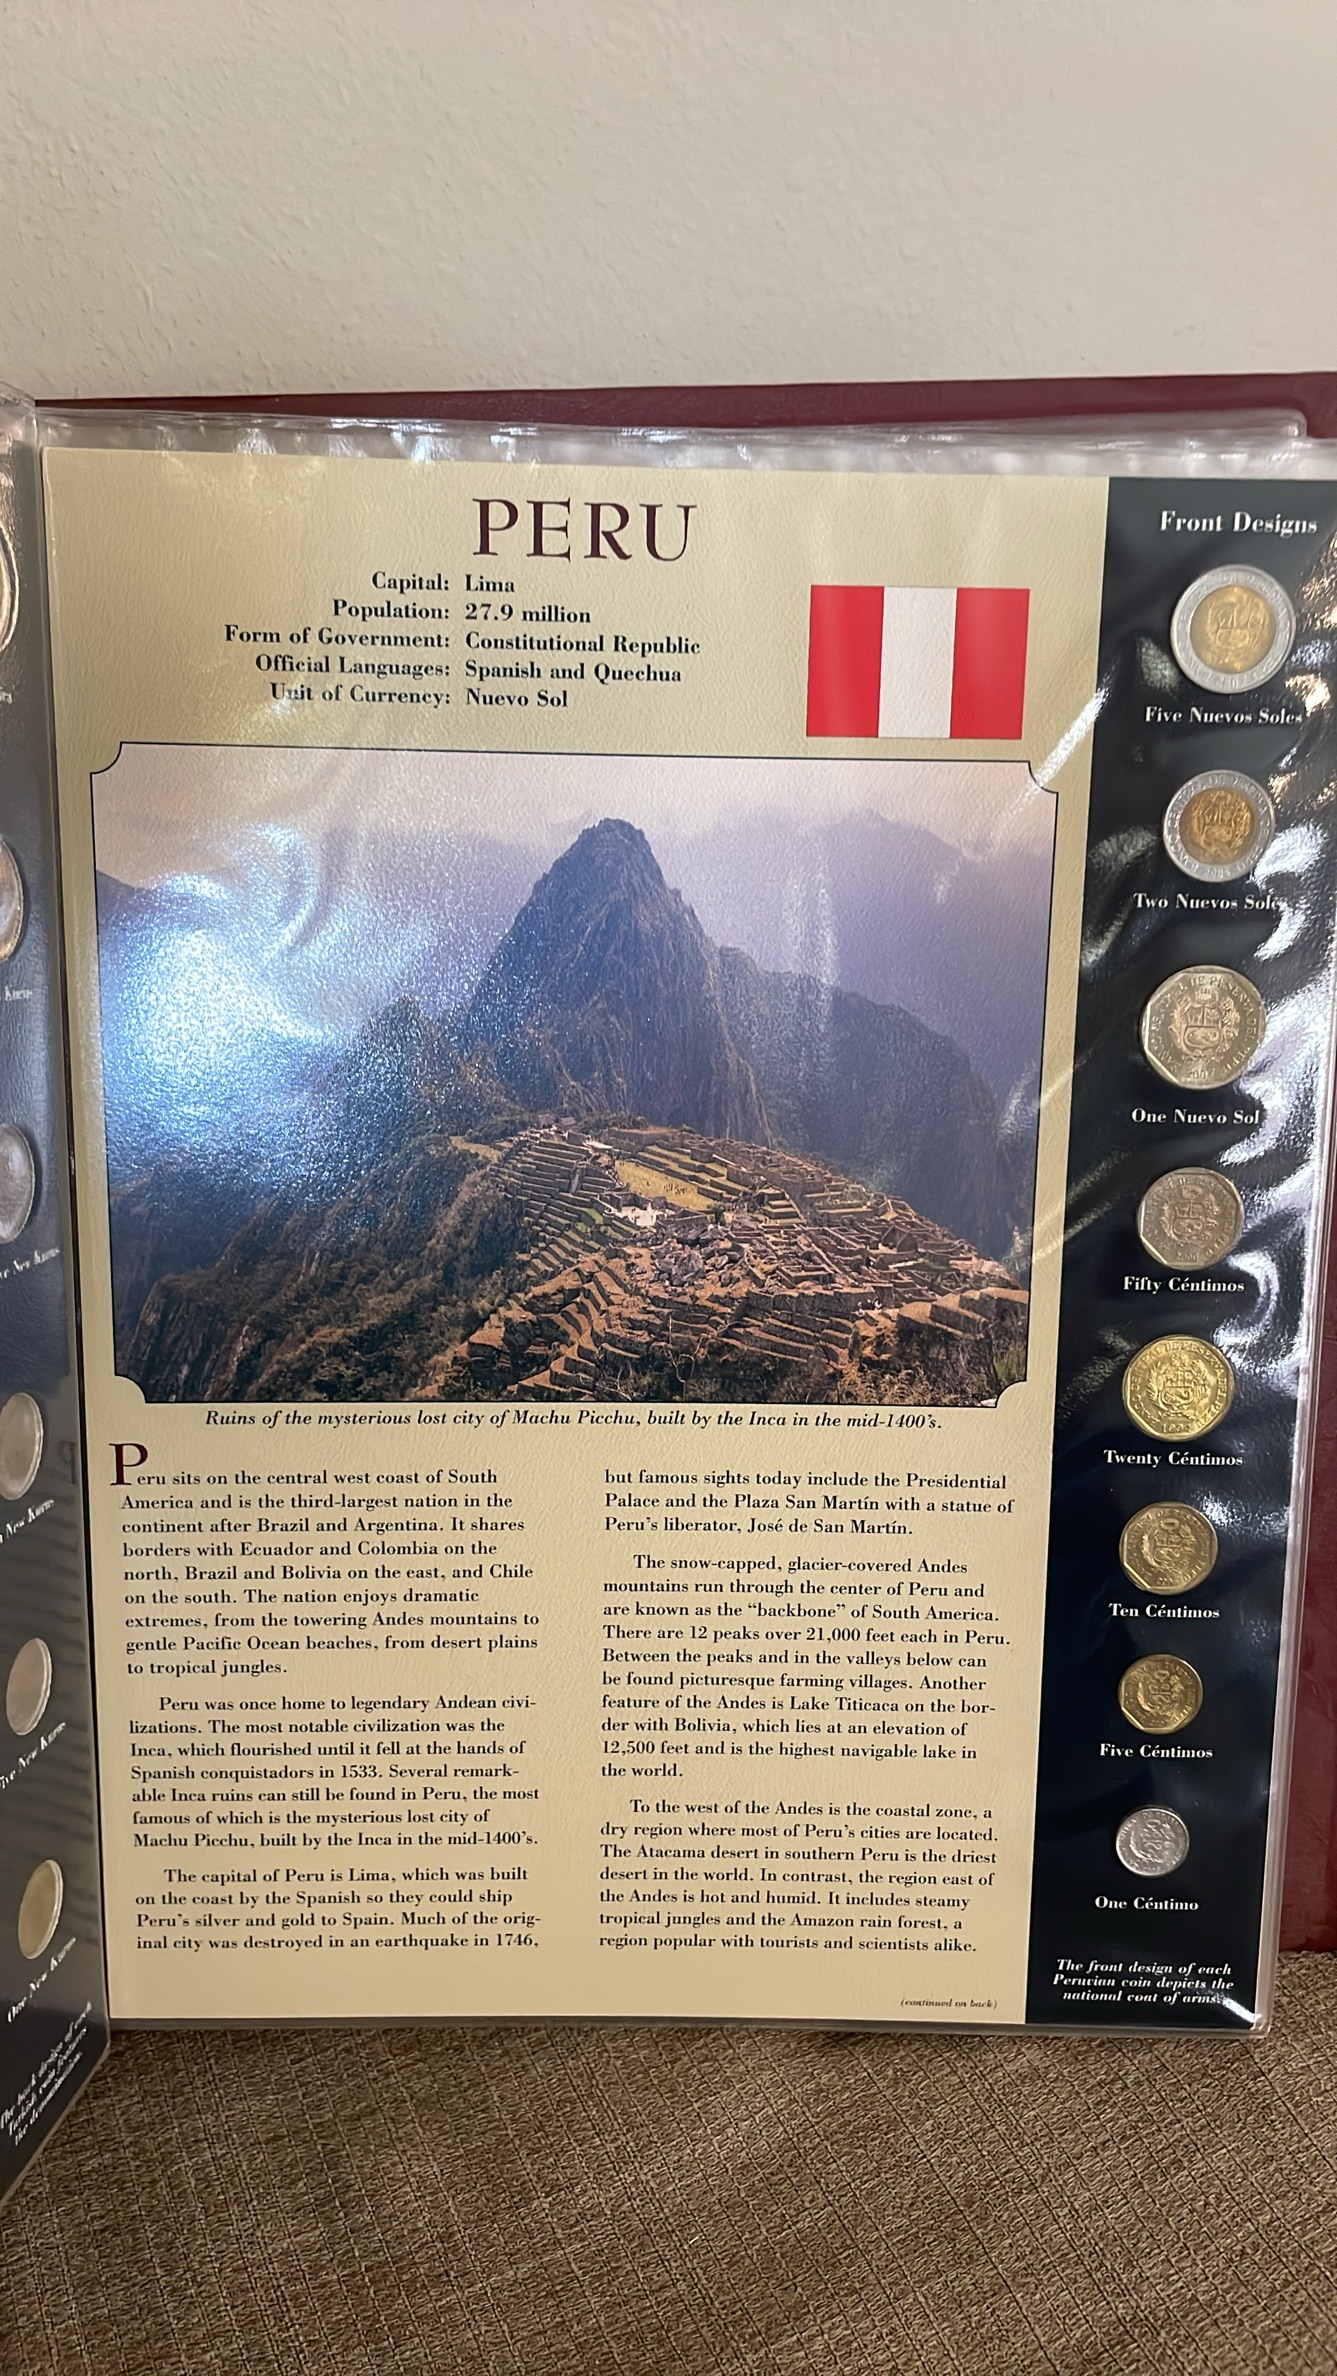 PERU
Capital: Lima
Population: 27.9 million
Form of Government: Constitutional Republic
Official Languages: Spanish and Quechua
Unit of Currency: Nuevo Sol
Ruins of the mysterious lost city of Machu Picchu, built by the Inca in the mid-1400's.
Peru sits on the central west coast of South
America and is the third-largest nation in the
continent after Brazil and Argentina. It shares
borders with Ecuador and Colombia on the
north, Brazil and Bolivia on the east, and Chile
on the south. The nation enjoys dramatic
extremes, from the towering Andes mountains to
gentle Pacific Ocean beaches, from desert plains
to tropical jungles.
Peru was once home to legendary Andean civi-
lizations. The most notable civilization was the
Inca, which flourished until it fell at the hands of
Spanish conquistadors in 1533. Several remark-
able Inca ruins can still be found in Peru, the most
famous of which is the mysterious lost city of
Machu Picchu, built by the Inca in the mid-1400's.
The capital of Peru is Lima, which was built
on the coast by the Spanish so they could ship
Peru's silver and gold to Spain. Much of the orig-
inal city was destroyed in an earthquake in 1746,
but famous sights today include the Presidential
Palace and the Plaza San Martín with a statue of
Peru's liberator, José de San Martín.
The snow-capped, glacier-covered Andes
mountains run through the center of Peru and
are known as the “backbone” of South America.
There are 12 peaks over 21,000 feet each in Peru.
Between the peaks and in the valleys below can
be found picturesque farming villages. Another
feature of the Andes is Lake Titicaca on the bor-
der with Bolivia, which lies at an elevation of
12,500 feet and is the highest navigable lake in
the world.
To the west of the Andes is the coastal zone, a
dry region where most of Peru's cities are located.
The Atacama desert in southern Peru is the driest
desert in the world. In contrast, the region east of
the Andes is hot and humid. It includes steamy
tropical jungles and the Amazon rain forest, a
region popular with tourists and scientists alike.
(continued on back)
Front Designs
Five Nuevos Soles
Two Nuevos Soles
One Nuevo Sol
Fifty Céntimos
Twenty Céntimos
Ten Céntimos
Five Céntimos
One Céntimo
The front design of each
Peruvian coin depicts the
national coat of arms.
New Kurus
Five New Kurus
One New Kurus
The back design of each
Turkish coin features
the denomination.